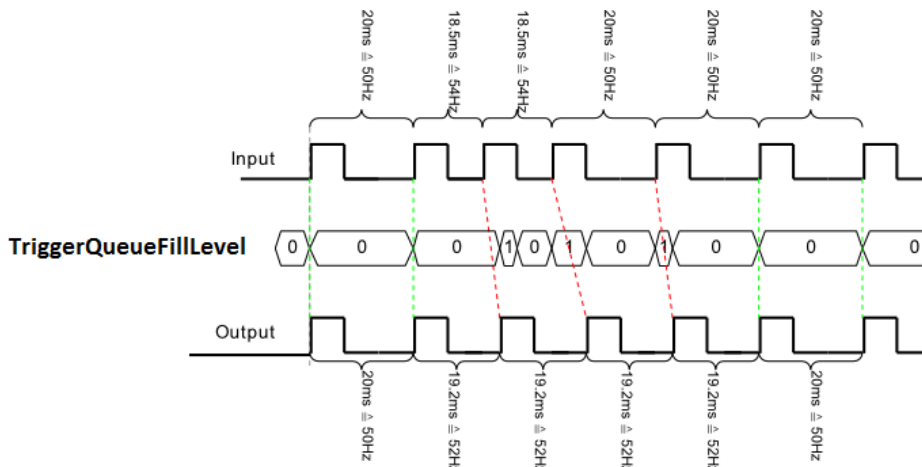 20ms ≙ 50Hz
18.5ms ≙ 54Hz
18.5ms ≙ 54Hz
20ms ≙ 50Hz
20ms ≙ 50Hz
20ms ≙ 50Hz
Input
TriggerQueueFillLevel
0 0 0 1 0 1 0 1 0 0 0
Output
20ms ≙ 50Hz
19.2ms ≙ 52Hz
19.2ms ≙ 52Hz
19.2ms ≙ 52Hz
19.2ms ≙ 52Hz
20ms ≙ 50Hz